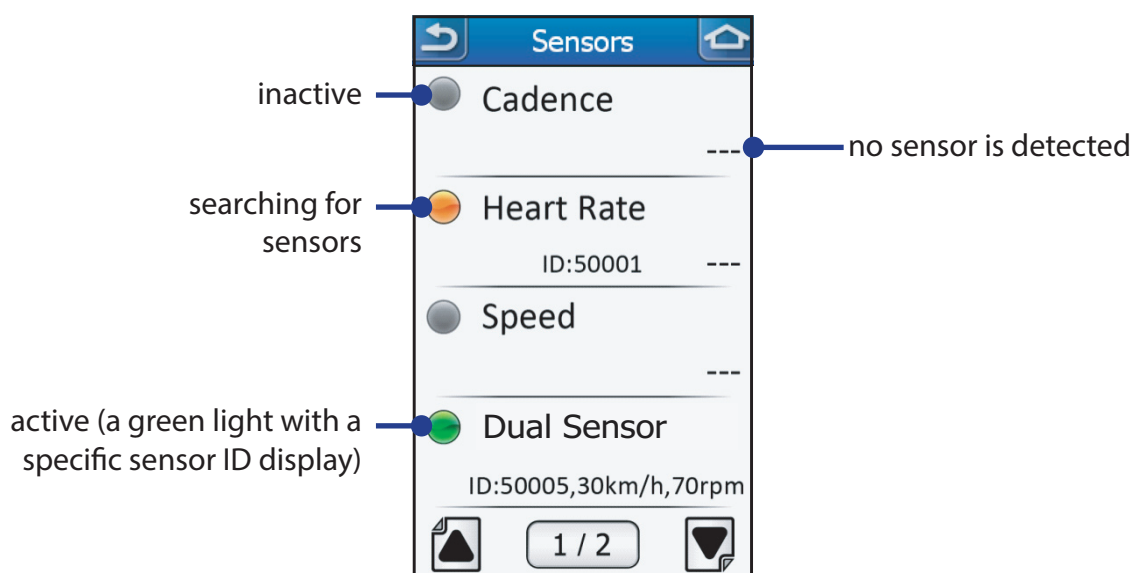 Sensors
inactive
Cadence
---
no sensor is detected
searching for
sensors
Heart Rate
ID:50001 ---
Speed
---
active (a green light with a
specific sensor ID display)
Dual Sensor
ID:50005,30km/h,70rpm
1 / 2